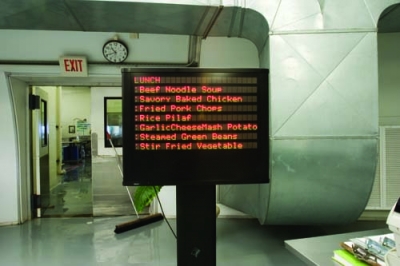 EXIT
LUNCH
:Beef Noodle Soup
:Savory Baked Chicken
:Fried Pork Chops
:Rice Pilaf
:GarlicCheeseMash Potato
:Steamed Green Beans
:Stir Fried Vegetable